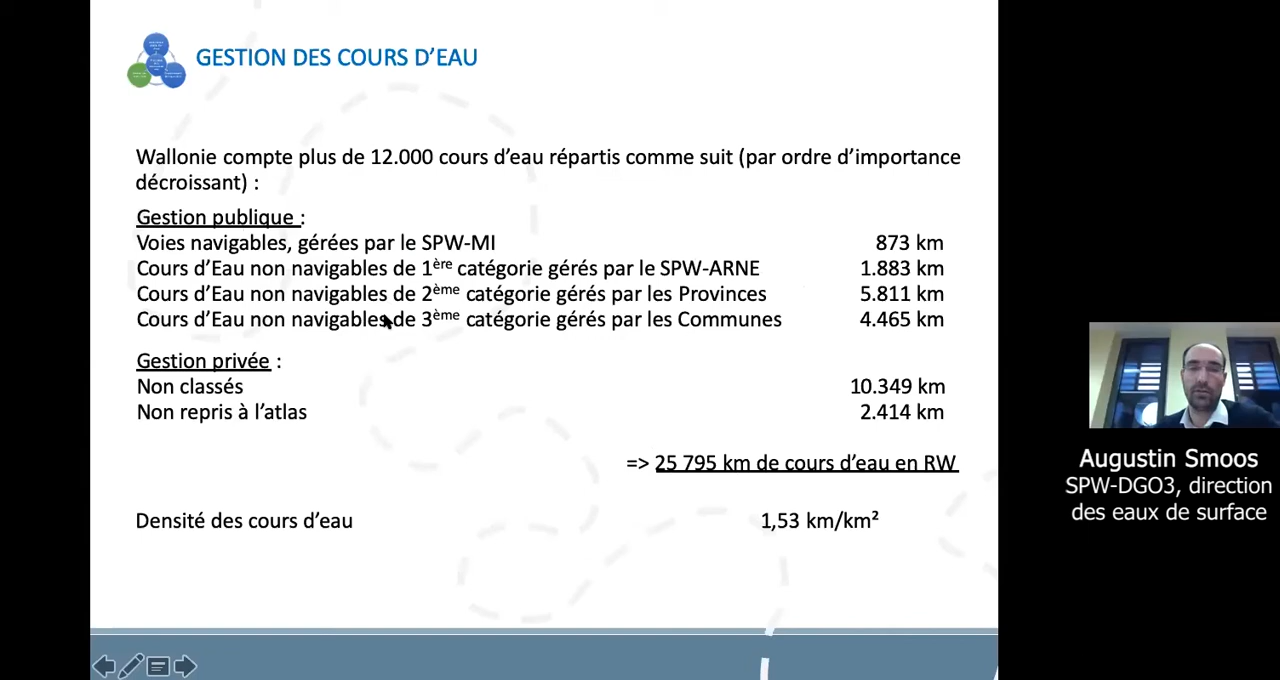 GESTION DES COURS D’EAU
Wallonie compte plus de 12.000 cours d’eau répartis comme suit (par ordre d’importance
décroissant) :
Gestion publique :
Voies navigables, gérées par le SPW-MI 873 km
Cours d’Eau non navigables de 1ère catégorie gérés par le SPW-ARNE 1.883 km
Cours d’Eau non navigables de 2ème catégorie gérés par les Provinces 5.811 km
Cours d’Eau non navigables de 3ème catégorie gérés par les Communes 4.465 km
Gestion privée :
Non classés 10.349 km
Non repris à l’atlas 2.414 km
=> 25 795 km de cours d’eau en RW
Densité des cours d’eau 1,53 km/km²
Augustin Smoos
SPW-DGO3, direction
des eaux de surface